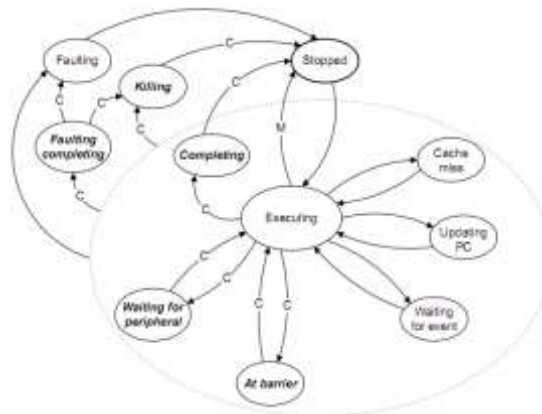 Faulting
C
Stopped
Killing
C
C
C
C
M
Faulting
completing
Completing
Cache
miss
C
C
C
Executing
Updating
PC
C
C
Waiting for
peripheral
C
C
Waiting
for event
At barrier